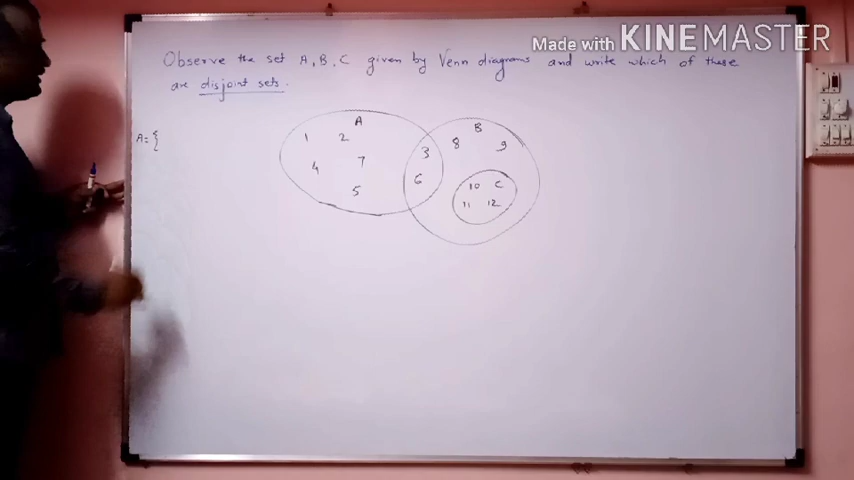 Made with KINEMASTER
Observe the set A, B, C given by Venn diagrams and write which of these
are disjoint sets.
A = {
A
B
1 2
3 8 9
4 7
6
5
10 C
11 12